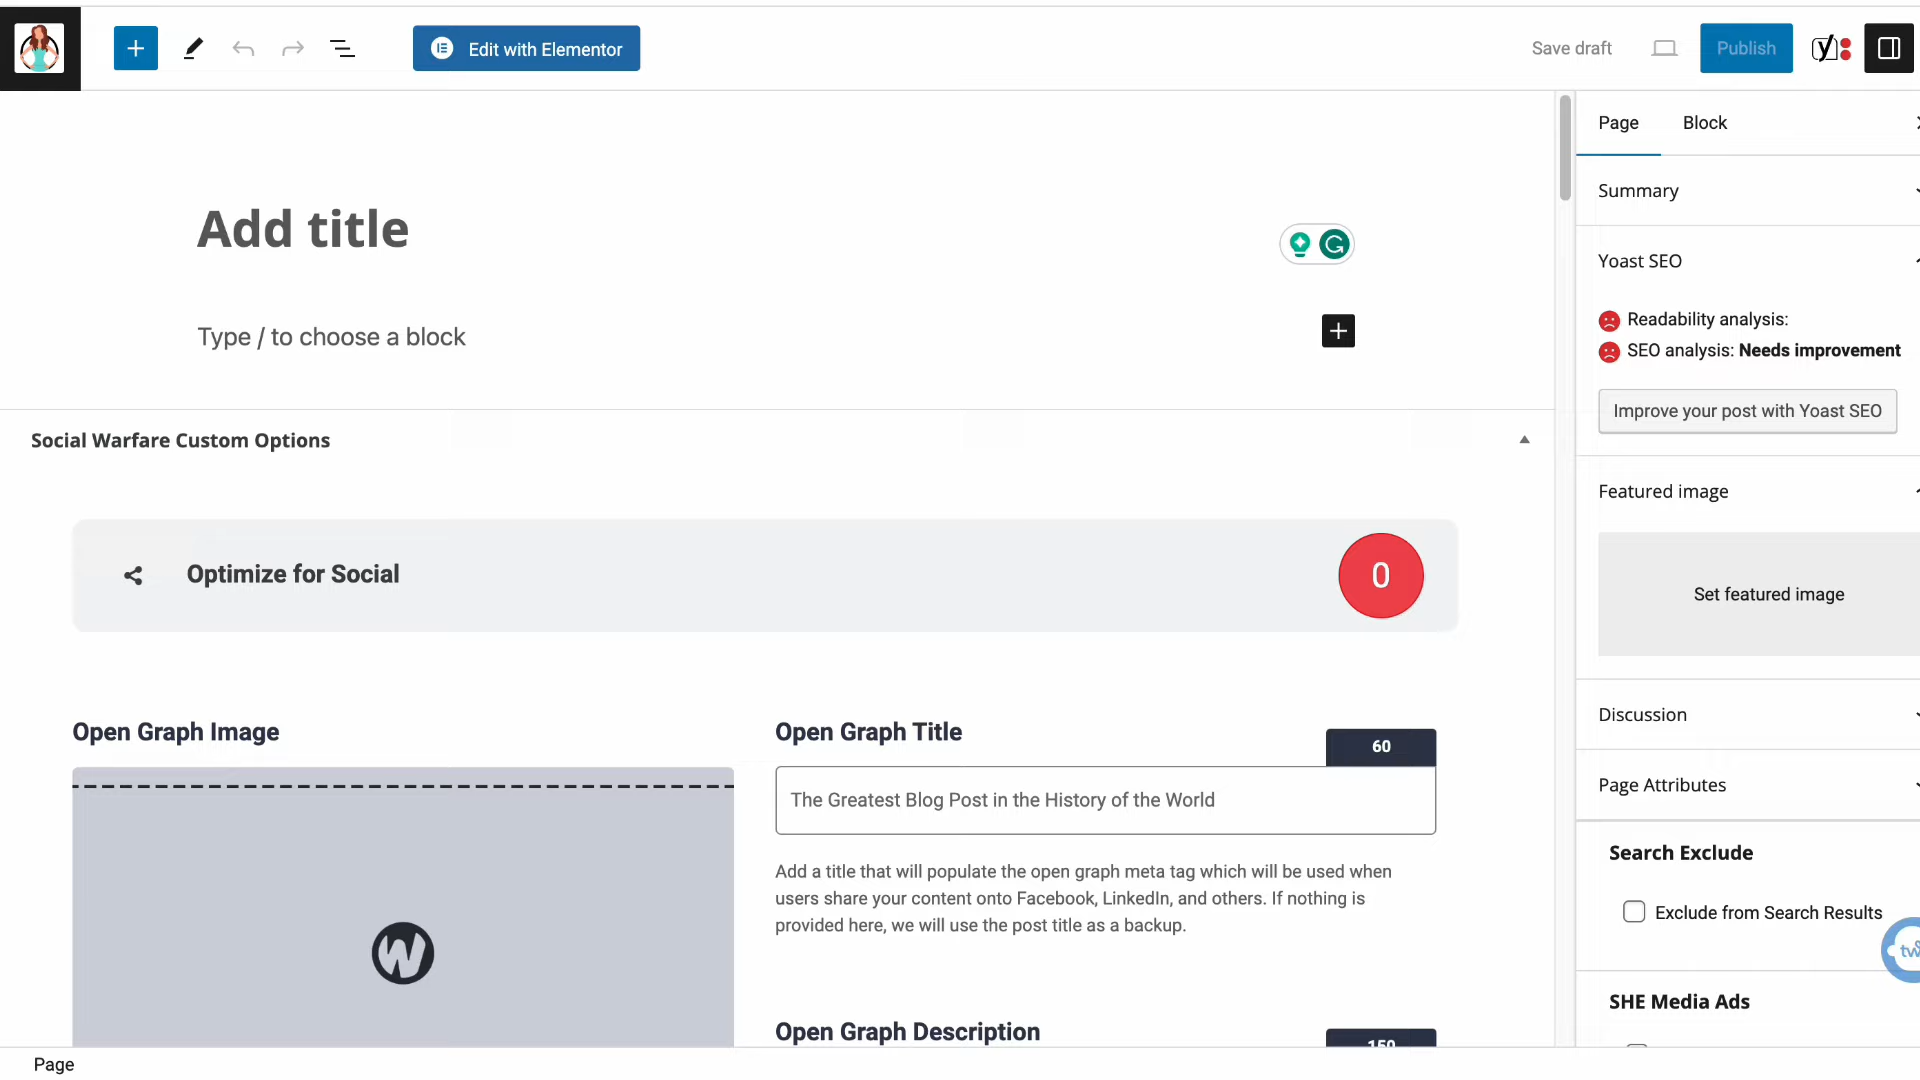 Edit with Elementor
Save draft
Publish
Page
Block
Add title
Type / to choose a block
Summary
Yoast SEO
Readability analysis:
SEO analysis: Needs improvement
Improve your post with Yoast SEO
Social Warfare Custom Options
Featured image
Optimize for Social
0
Set featured image
Open Graph Image
Open Graph Title
60
The Greatest Blog Post in the History of the World
Add a title that will populate the open graph meta tag which will be used when
users share your content onto Facebook, LinkedIn, and others. If nothing is
provided here, we will use the post title as a backup.
Discussion
Page Attributes
Search Exclude
Exclude from Search Results
SHE Media Ads
Open Graph Description
150
Page